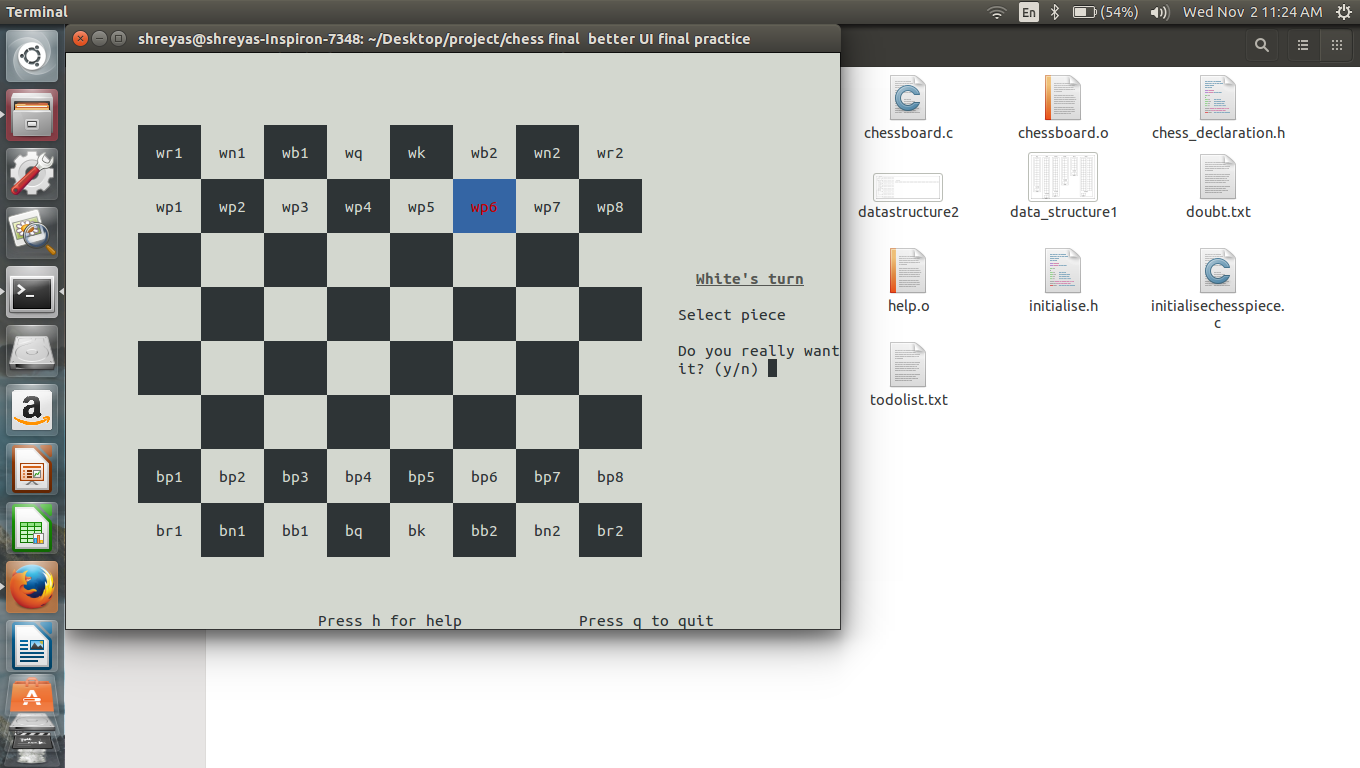 Terminal
En
(54%)
Wed Nov 2 11:24 AM
shreyas@shreyas-Inspiron-7348: ~/Desktop/project/chess final better UI final practice
wr1 wn1 wb1 wq wk wb2 wn2 wr2
wp1 wp2 wp3 wp4 wp5 wp6 wp7 wp8
White's turn
Select piece
Do you really want
it? (y/n)
bp1 bp2 bp3 bp4 bp5 bp6 bp7 bp8
br1 bn1 bb1 bq bk bb2 bn2 br2
Press h for help
Press q to quit
chessboard.c
chessboard.o
chess_declaration.h
datastructure2
data_structure1
doubt.txt
help.o
initialise.h
initialisechesspiece.
c
todolist.txt